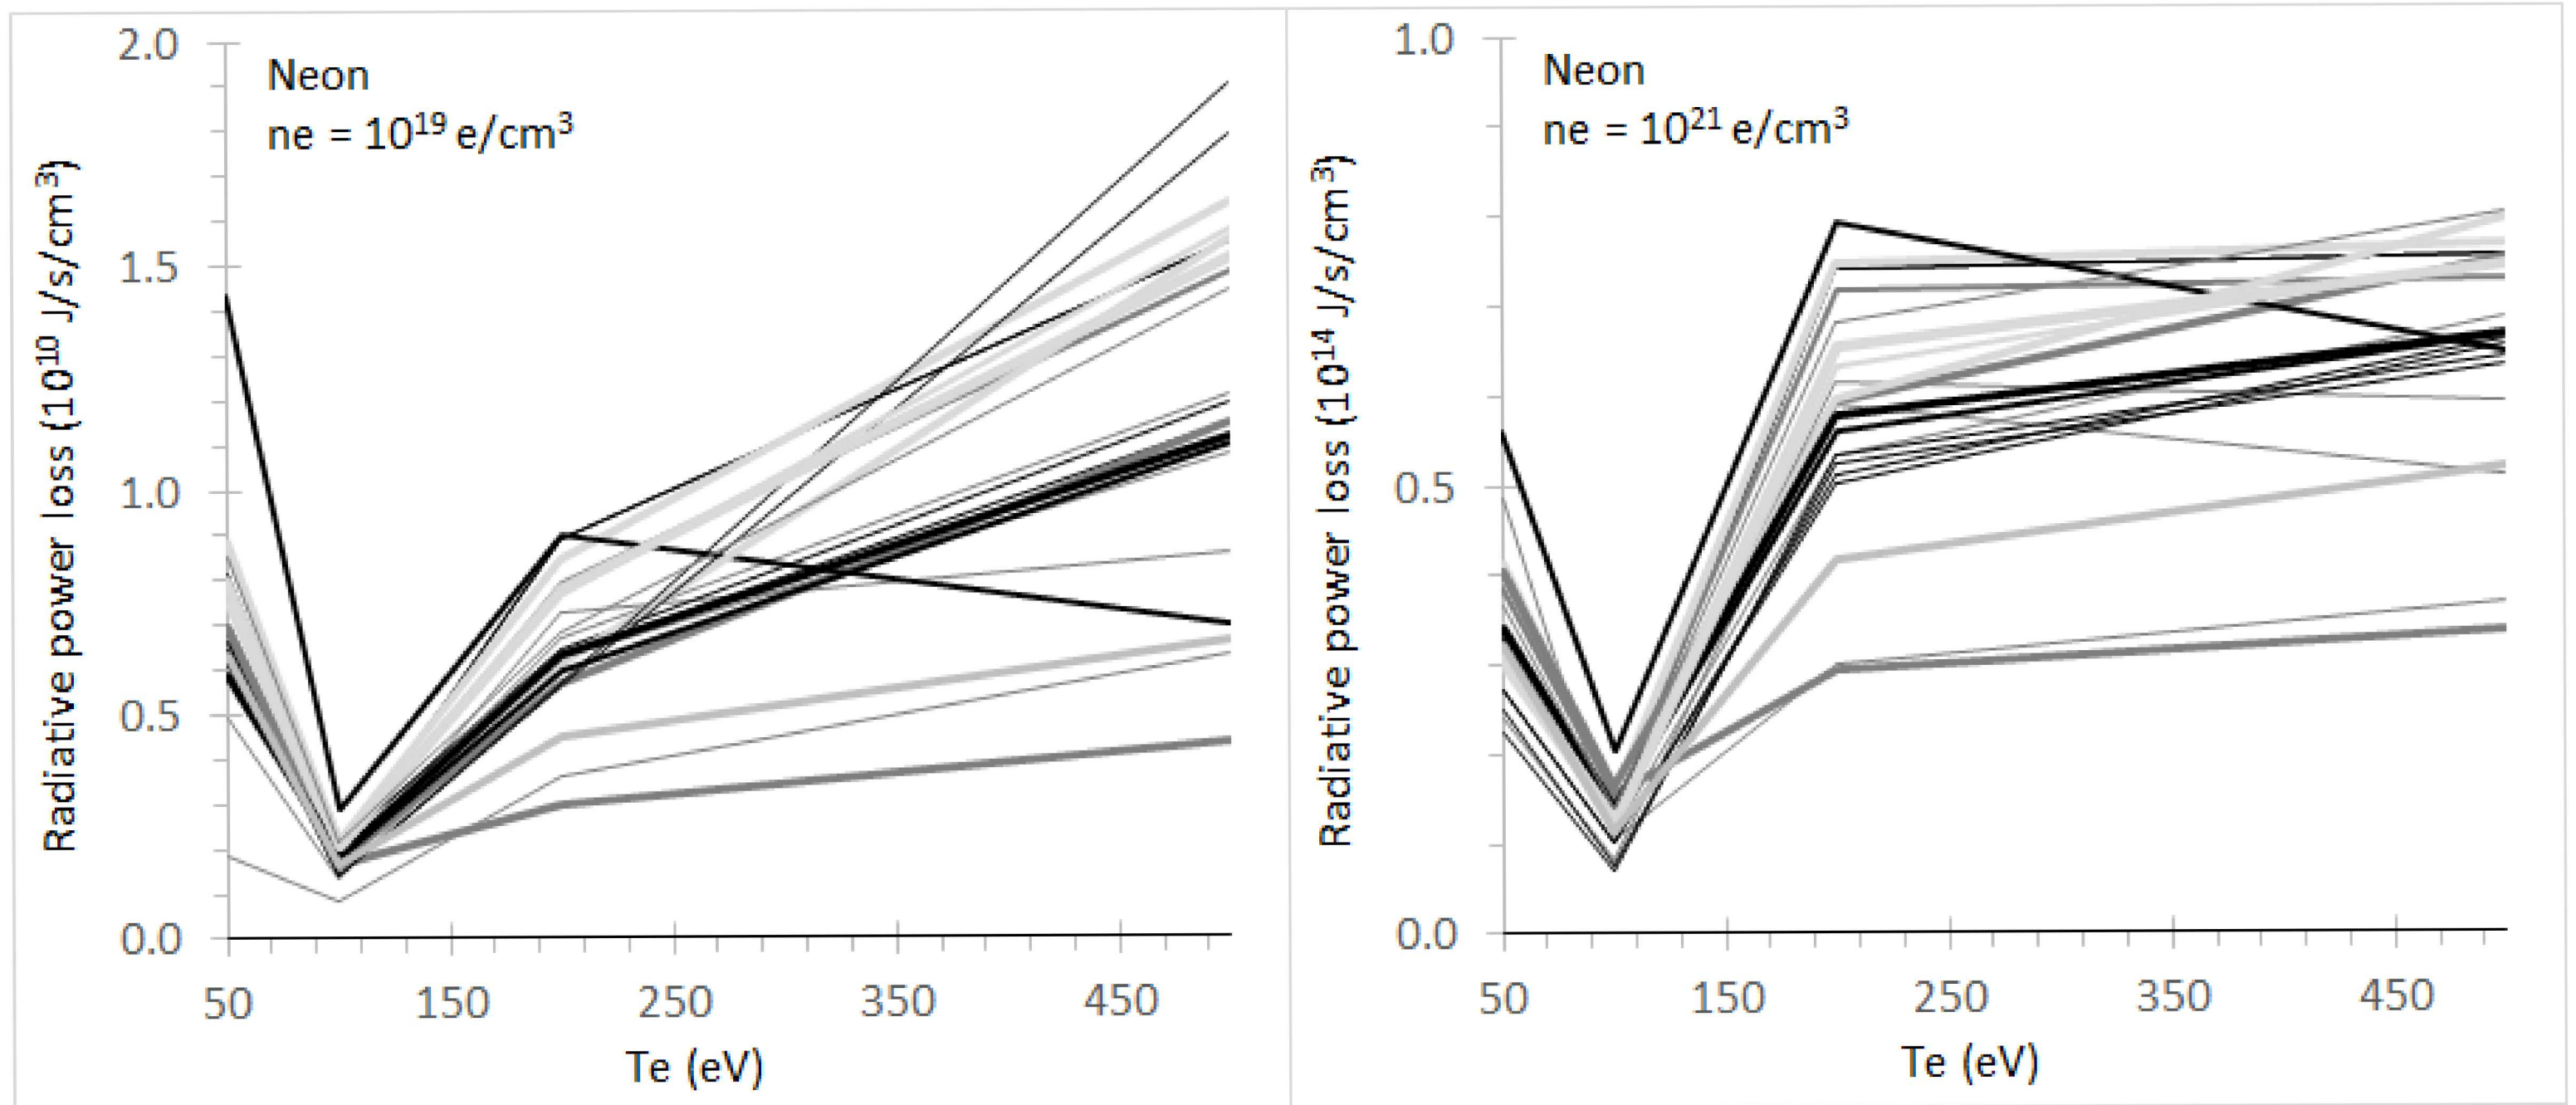 2.0
Neon
ne = 10¹⁹ e/cm³
1.5
1.0
0.5
0.0
Radiative power loss (10¹⁰ J/s/cm³)
50 150 250 350 450
Te (eV)
1.0
Neon
ne = 10²¹ e/cm³
0.5
0.0
Radiative power loss (10¹⁴ J/s/cm³)
50 150 250 350 450
Te (eV)